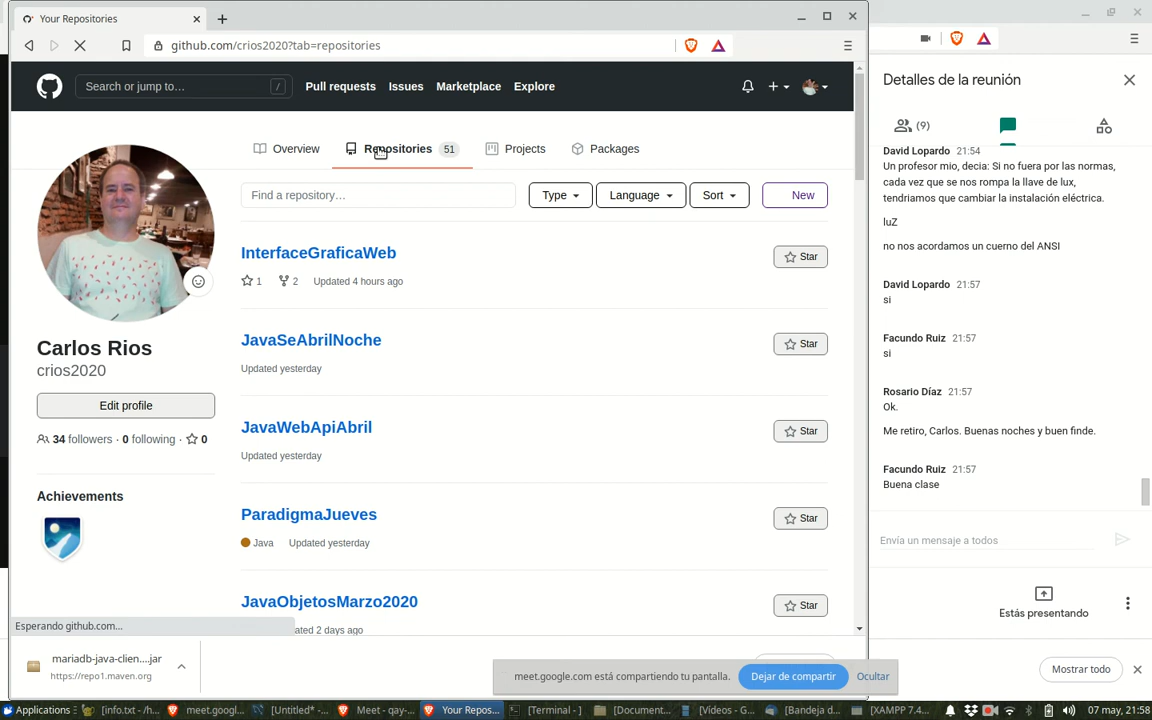 Your Repositories
github.com/crios2020?tab=repositories
Search or jump to… /
Pull requests Issues Marketplace Explore
Overview Repositories 51 Projects Packages
Find a repository…
Type Language Sort New
InterfaceGraficaWeb
Star
1 2 Updated 4 hours ago
JavaSeAbrilNoche
Star
Updated yesterday
JavaWebApiAbril
Star
Updated yesterday
ParadigmaJueves
Star
Java Updated yesterday
JavaObjetosMarzo2020
Star
ated 2 days ago
Carlos Rios
crios2020
Edit profile
34 followers · 0 following · 0
Achievements
Esperando github.com...
mariadb-java-clien....jar
https://repo1.maven.org
meet.google.com está compartiendo tu pantalla.
Dejar de compartir
Ocultar
Detalles de la reunión
(9)
David Lopardo 21:54
Un profesor mio, decia: Si no fuera por las normas,
cada vez que se nos rompa la llave de lux,
tendriamos que cambiar la instalación eléctrica.
luZ
no nos acordamos un cuerno del ANSI
David Lopardo 21:57
si
Facundo Ruiz 21:57
si
Rosario Díaz 21:57
Ok.
Me retiro, Carlos. Buenas noches y buen finde.
Facundo Ruiz 21:57
Buena clase
Envía un mensaje a todos
Estás presentando
Mostrar todo
Applications [info.txt - /h... meet.googl... [*Untitled* -... Meet - qay-... Your Repos... [Terminal - ] [Document... [Vídeos - G... [Bandeja d... [XAMPP 7.4... 07 may, 21:58